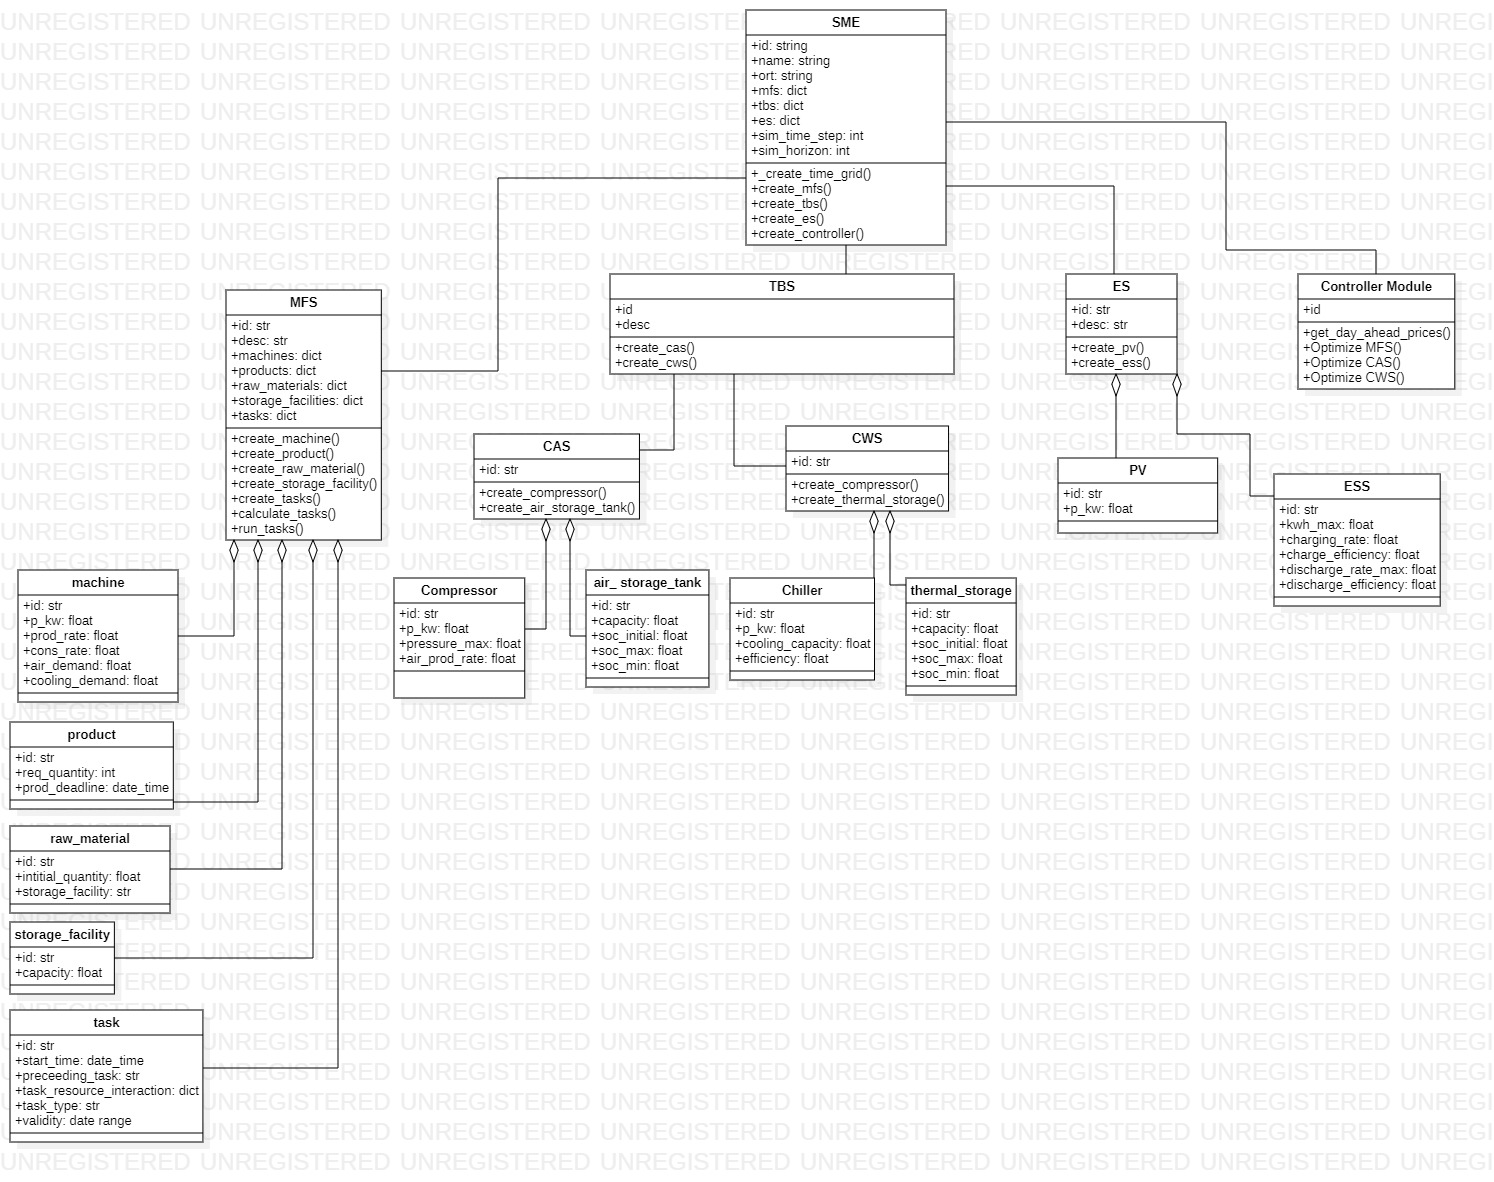 SME
+id: string
+name: string
+ort: string
+mfs: dict
+tbs: dict
+es: dict
+sim_time_step: int
+sim_horizon: int
+_create_time_grid()
+create_mfs()
+create_tbs()
+create_es()
+create_controller()
MFS
+id: str
+desc: str
+machines: dict
+products: dict
+raw_materials: dict
+storage_facilities: dict
+tasks: dict
+create_machine()
+create_product()
+create_raw_material()
+create_storage_facility()
+create_tasks()
+calculate_tasks()
+run_tasks()
TBS
+id
+desc
+create_cas()
+create_cws()
ES
+id: str
+desc: str
+create_pv()
+create_ess()
Controller Module
+id
+get_day_ahead_prices()
+Optimize MFS()
+Optimize CAS()
+Optimize CWS()
CAS
+id: str
+create_compressor()
+create_air_storage_tank()
CWS
+id: str
+create_compressor()
+create_thermal_storage()
PV
+id: str
+p_kw: float
ESS
+id: str
+kwh_max: float
+charging_rate: float
+charge_efficiency: float
+discharge_rate_max: float
+discharge_efficiency: float
machine
+id: str
+p_kw: float
+prod_rate: float
+cons_rate: float
+air_demand: float
+cooling_demand: float
Compressor
+id: str
+p_kw: float
+pressure_max: float
+air_prod_rate: float
air_ storage_tank
+id: str
+capacity: float
+soc_initial: float
+soc_max: float
+soc_min: float
Chiller
+id: str
+p_kw: float
+cooling_capacity: float
+efficiency: float
thermal_storage
+id: str
+capacity: float
+soc_initial: float
+soc_max: float
+soc_min: float
product
+id: str
+req_quantity: int
+prod_deadline: date_time
raw_material
+id: str
+intitial_quantity: float
+storage_facility: str
storage_facility
+id: str
+capacity: float
task
+id: str
+start_time: date_time
+preceeding_task: str
+task_resource_interaction: dict
+task_type: str
+validity: date range
UNREGISTERED